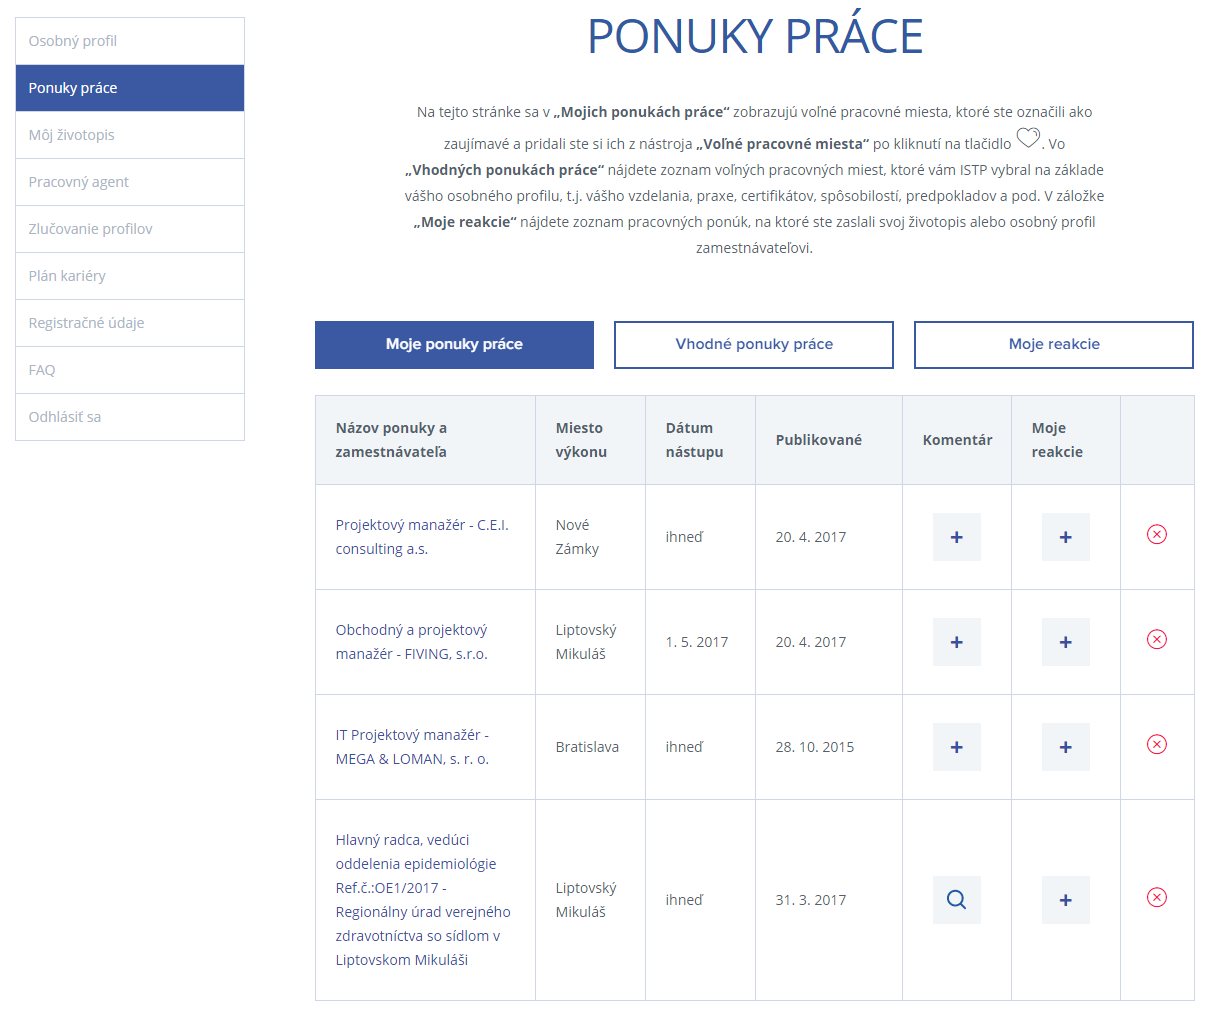 Osobný profil
Ponuky práce
Môj životopis
Pracovný agent
Zlučovanie profilov
Plán kariéry
Registračné údaje
FAQ
Odhlásiť sa
PONUKY PRÁCE
Na tejto stránke sa v „Mojich ponukách práce“ zobrazujú voľné pracovné miesta, ktoré ste označili ako
zaujímavé a pridali ste si ich z nástroja „Voľné pracovné miesta“ po kliknutí na tlačidlo . Vo
„Vhodných ponukách práce“ nájdete zoznam voľných pracovných miest, ktoré vám ISTP vybral na základe
vášho osobného profilu, t.j. vášho vzdelania, praxe, certifikátov, spôsobilostí, predpokladov a pod. V záložke
„Moje reakcie“ nájdete zoznam pracovných ponúk, na ktoré ste zaslali svoj životopis alebo osobný profil
zamestnávateľovi.
Moje ponuky práce
Vhodné ponuky práce
Moje reakcie
Názov ponuky a
zamestnávateľa
Miesto
výkonu
Dátum
nástupu
Publikované
Komentár
Moje
reakcie
Projektový manažér - C.E.I.
consulting a.s.
Nové
Zámky
ihneď
20. 4. 2017
+
+
Obchodný a projektový
manažér - FIVING, s.r.o.
Liptovský
Mikuláš
1. 5. 2017
20. 4. 2017
+
+
IT Projektový manažér -
MEGA & LOMAN, s. r. o.
Bratislava
ihneď
28. 10. 2015
+
+
Hlavný radca, vedúci
oddelenia epidemiológie
Ref.č.:OE1/2017 -
Regionálny úrad verejného
zdravotníctva so sídlom v
Liptovskom Mikuláši
Liptovský
Mikuláš
ihneď
31. 3. 2017
+